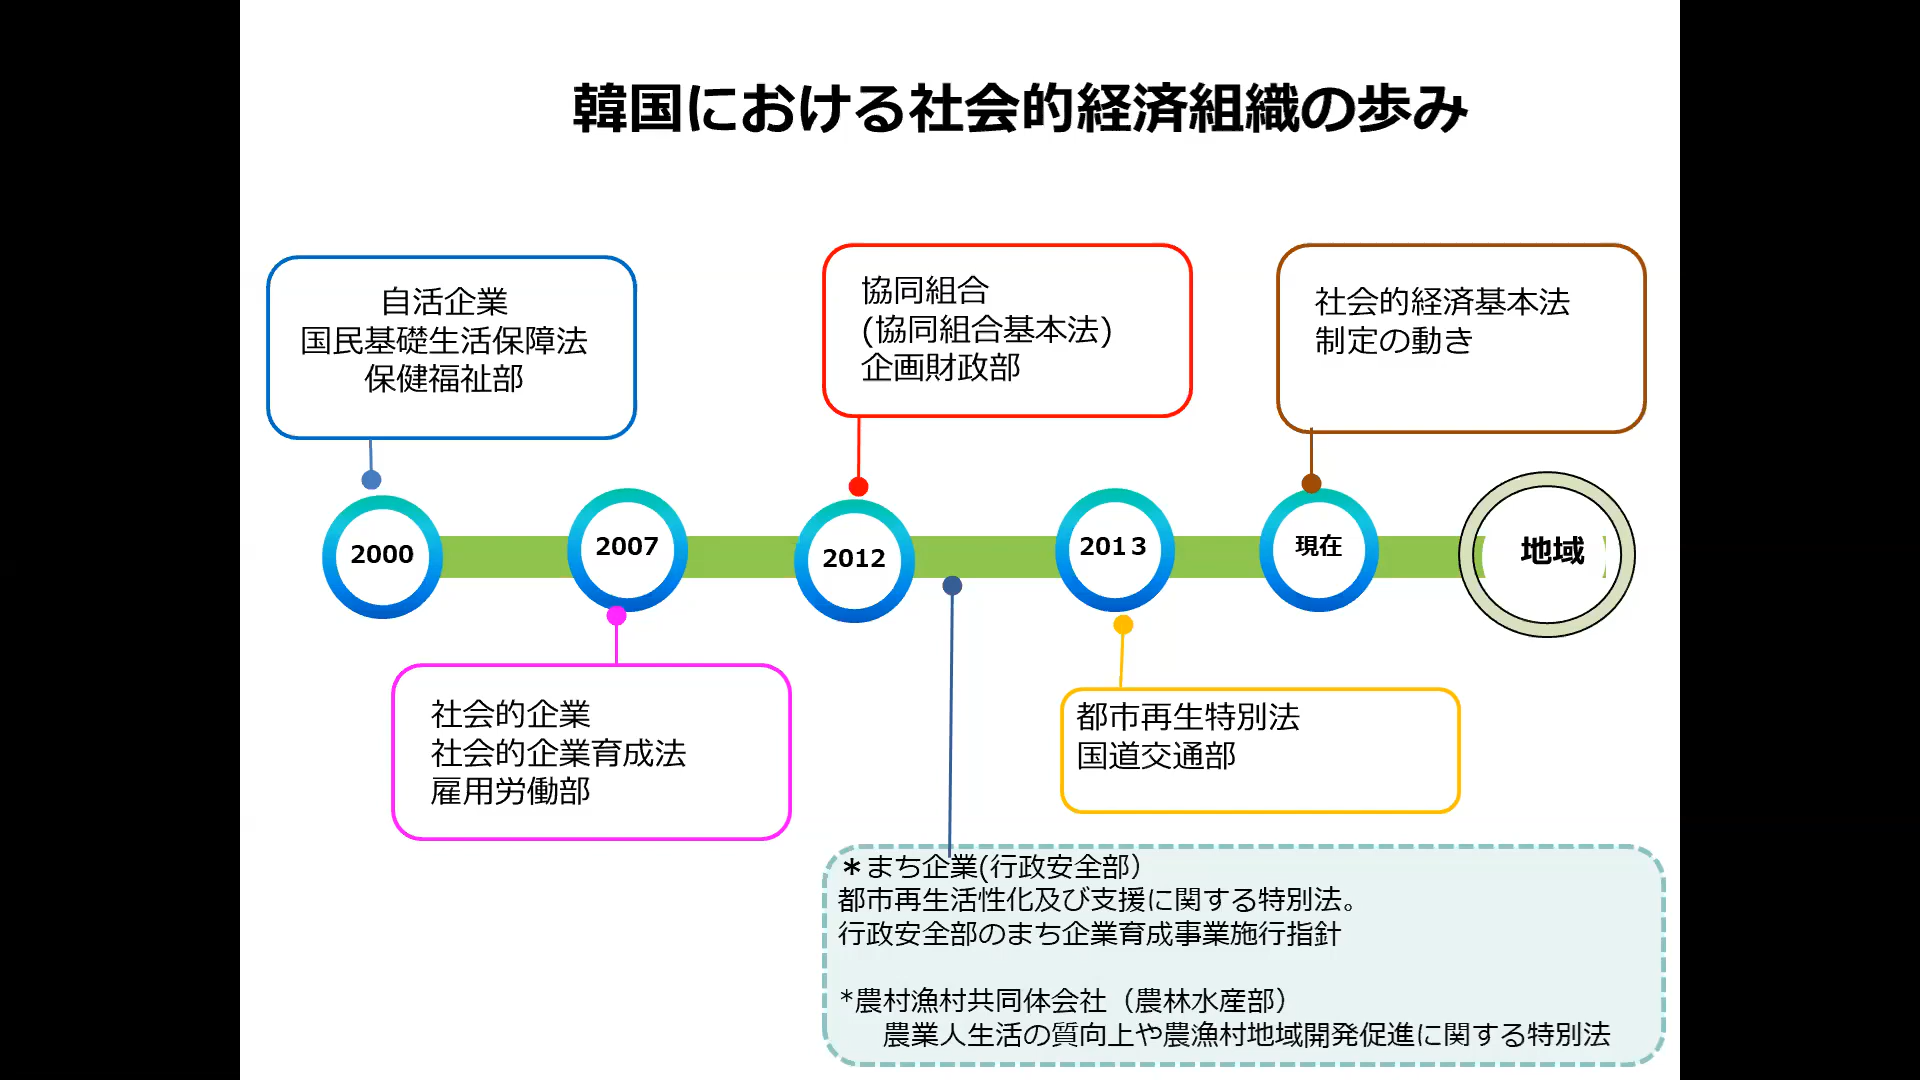 韓国における社会的経済組織の歩み
自活企業
国民基礎生活保障法
保健福祉部
協同組合
(協同組合基本法)
企画財政部
社会的経済基本法
制定の動き
2000
2007
2012
2013
現在
地域
社会的企業
社会的企業育成法
雇用労働部
都市再生特別法
国道交通部
＊まち企業(行政安全部）
都市再生活性化及び支援に関する特別法。
行政安全部のまち企業育成事業施行指針
*農村漁村共同体会社（農林水産部）
農業人生活の質向上や農漁村地域開発促進に関する特別法